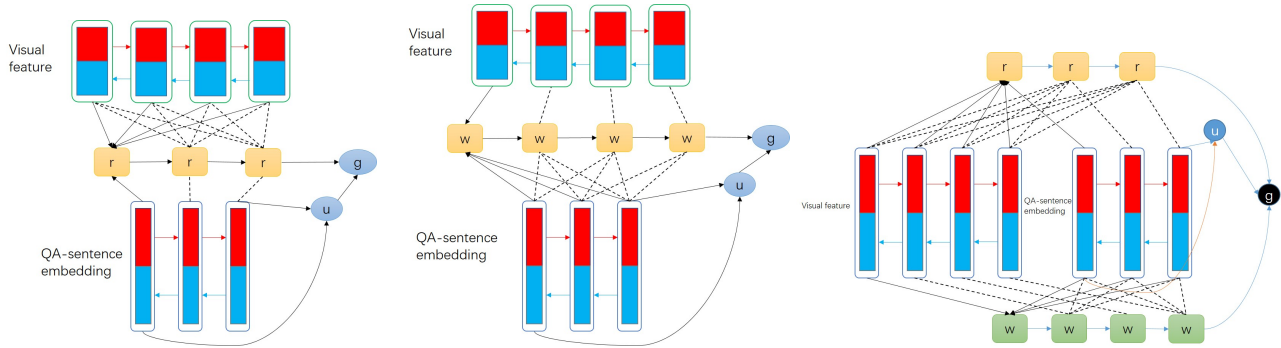 Visual
feature
r r r
g
u
QA-sentence
embedding
Visual
feature
w w w w
g
u
QA-sentence
embedding
r r r
u
Visual feature
QA-sentence
embedding
g
w w w w